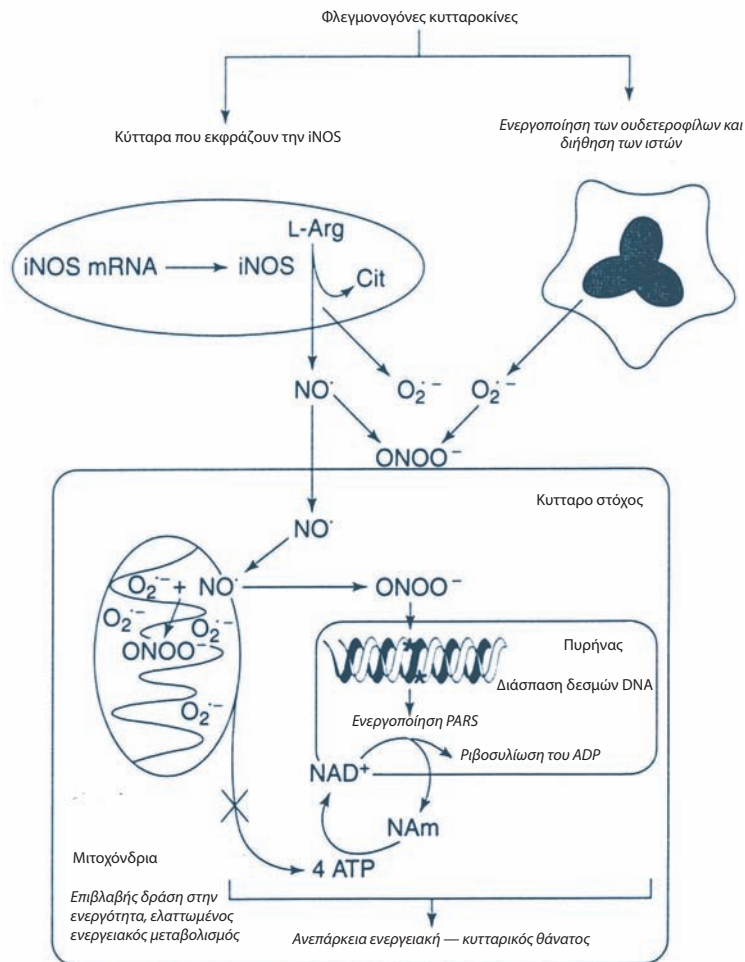 Φλεγμονογόνες κυτταροκίνες
Κύτταρα που εκφράζουν την iNOS
Ενεργοποίηση των ουδετεροφίλων και
διήθηση των ιστών
L-Arg
iNOS mRNA iNOS
Cit
NO· O₂·⁻ O₂·⁻
ONOO⁻
Κυτταρο στόχος
NO·
O₂·⁻ + NO· ONOO⁻
O₂·⁻ O₂·⁻
ONOO⁻
O₂·⁻
Πυρήνας
Διάσπαση δεσμών DNA
Ενεργοποίηση PARS
Ριβοσυλίωση του ADP
NAD⁺
NAm
4 ATP
Μιτοχόνδρια
Επιβλαβής δράση στην
ενεργότητα, ελαττωμένος
ενεργειακός μεταβολισμός
Ανεπάρκεια ενεργειακή — κυτταρικός θάνατος